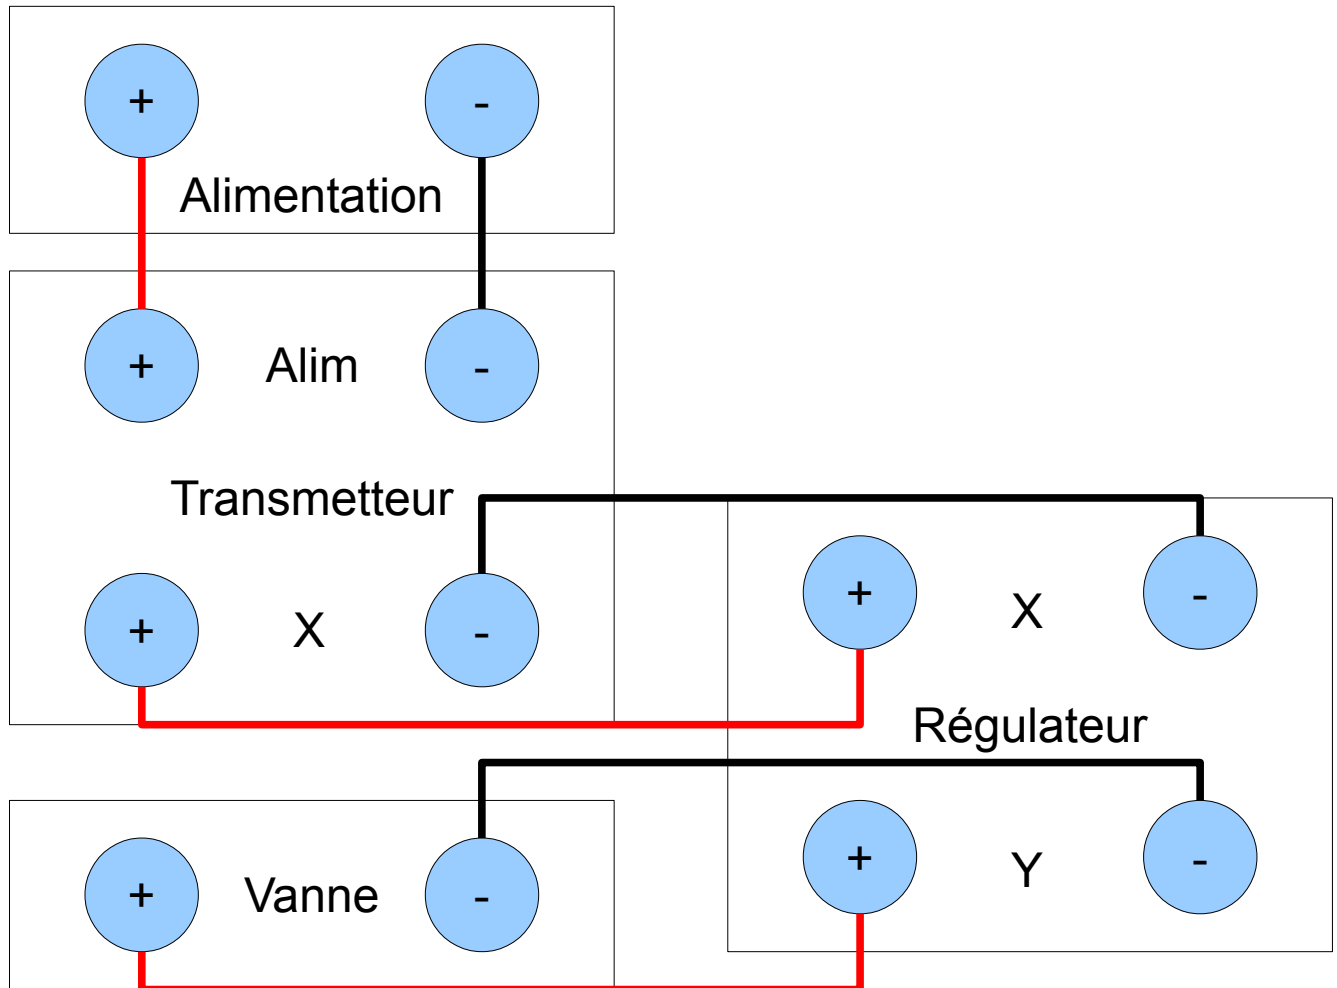 + -
Alimentation
+ Alim -
Transmetteur
+ X -
+ X -
Régulateur
+ Y -
+ Vanne -